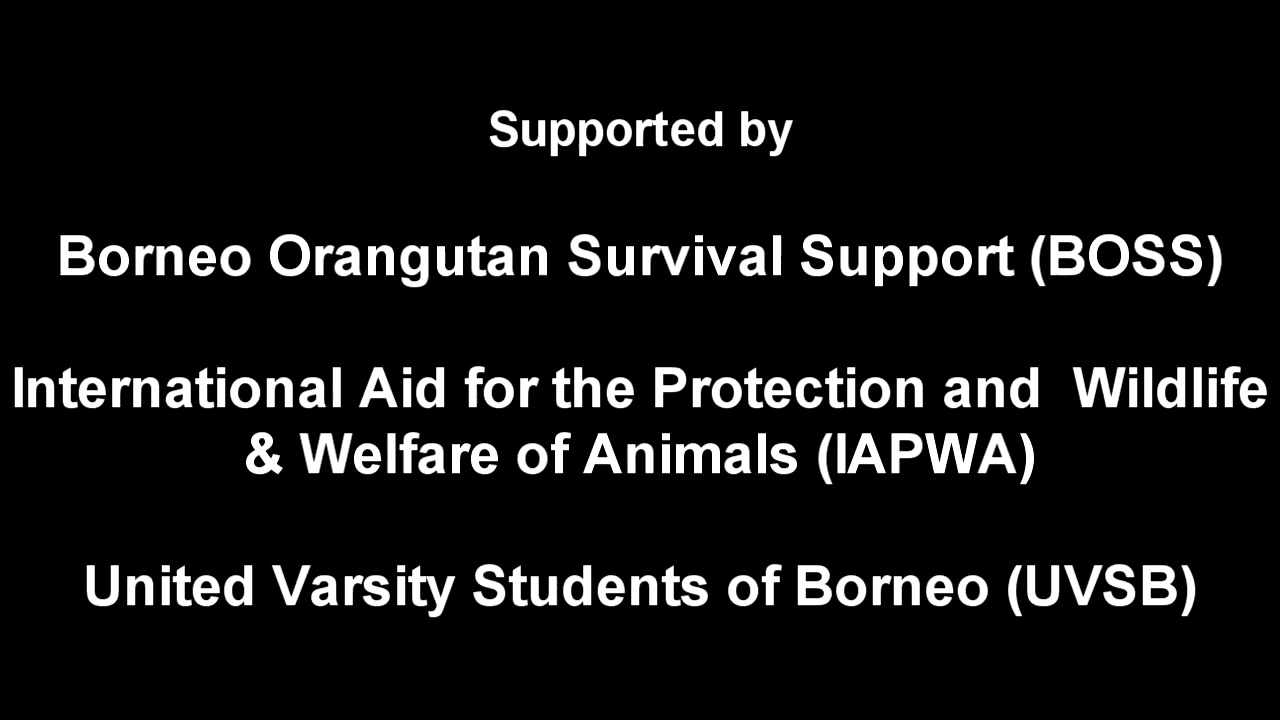 Supported by
Borneo Orangutan Survival Support (BOSS)
International Aid for the Protection and  Wildlife
& Welfare of Animals (IAPWA)
United Varsity Students of Borneo (UVSB)